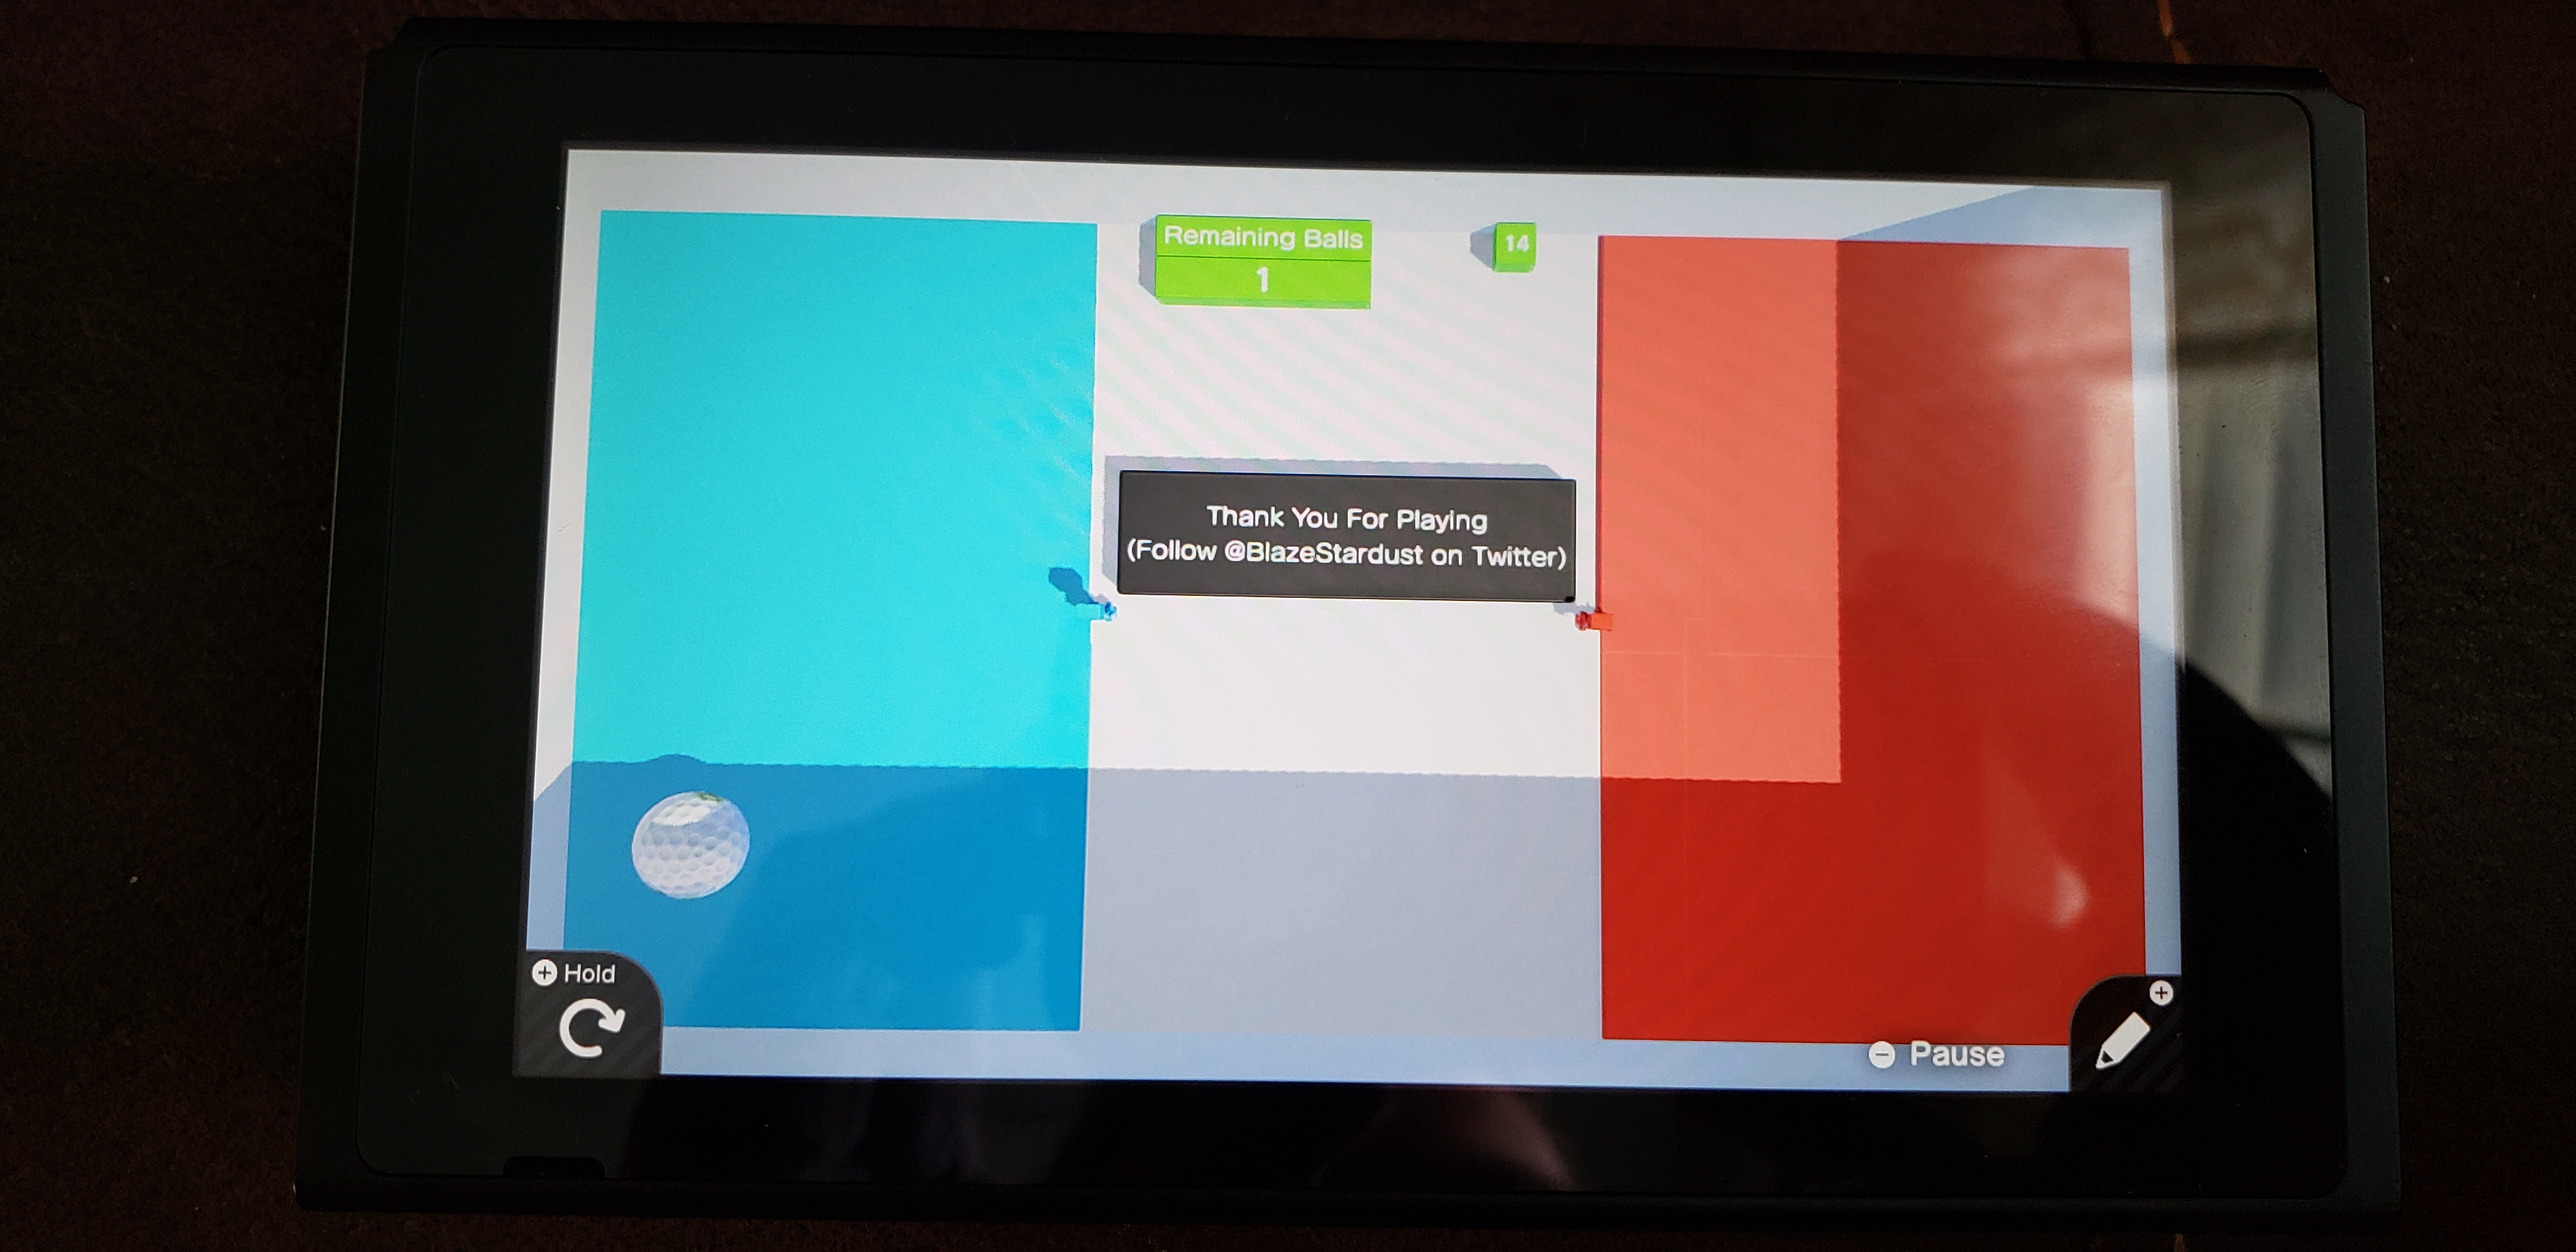 Remaining Balls
1
14
Thank You For Playing
(Follow @BlazeStardust on Twitter)
Hold
Pause